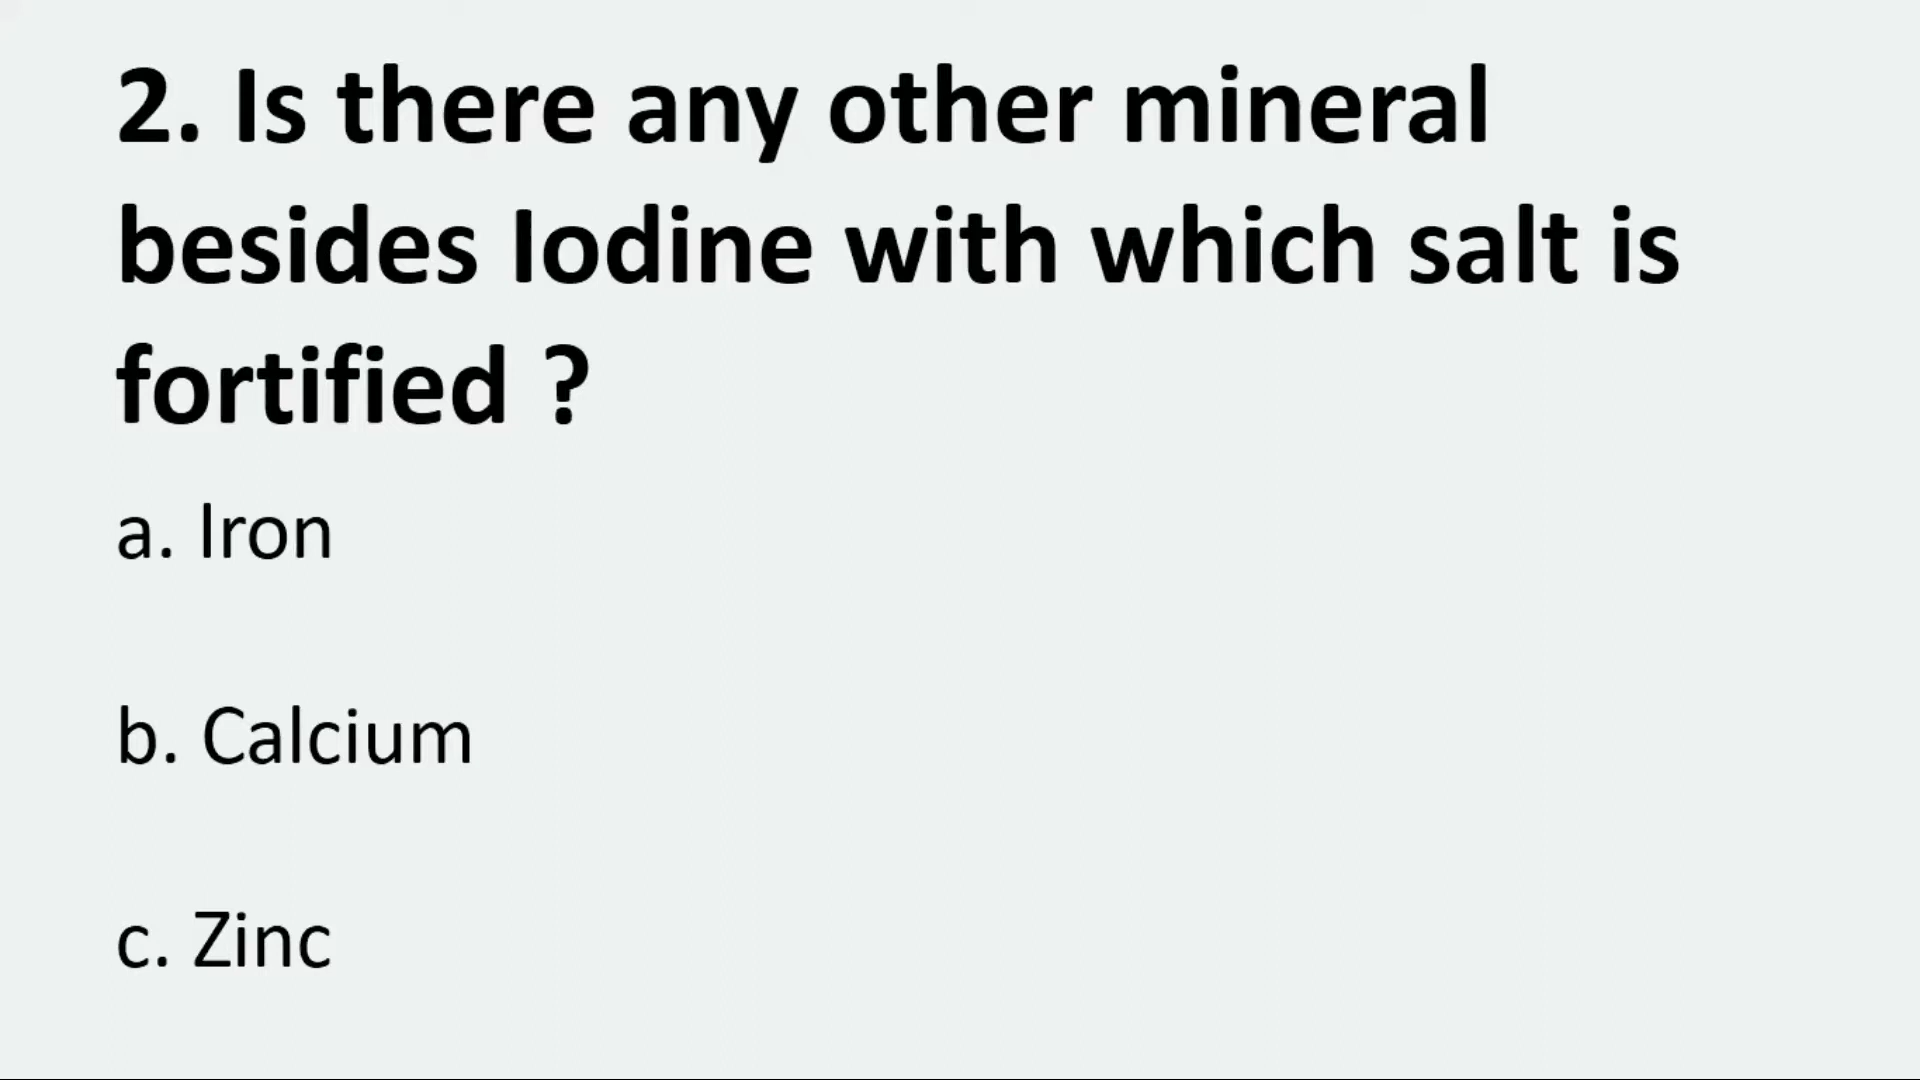 2. Is there any other mineral
besides Iodine with which salt is
fortified ?
a. Iron
b. Calcium
c. Zinc